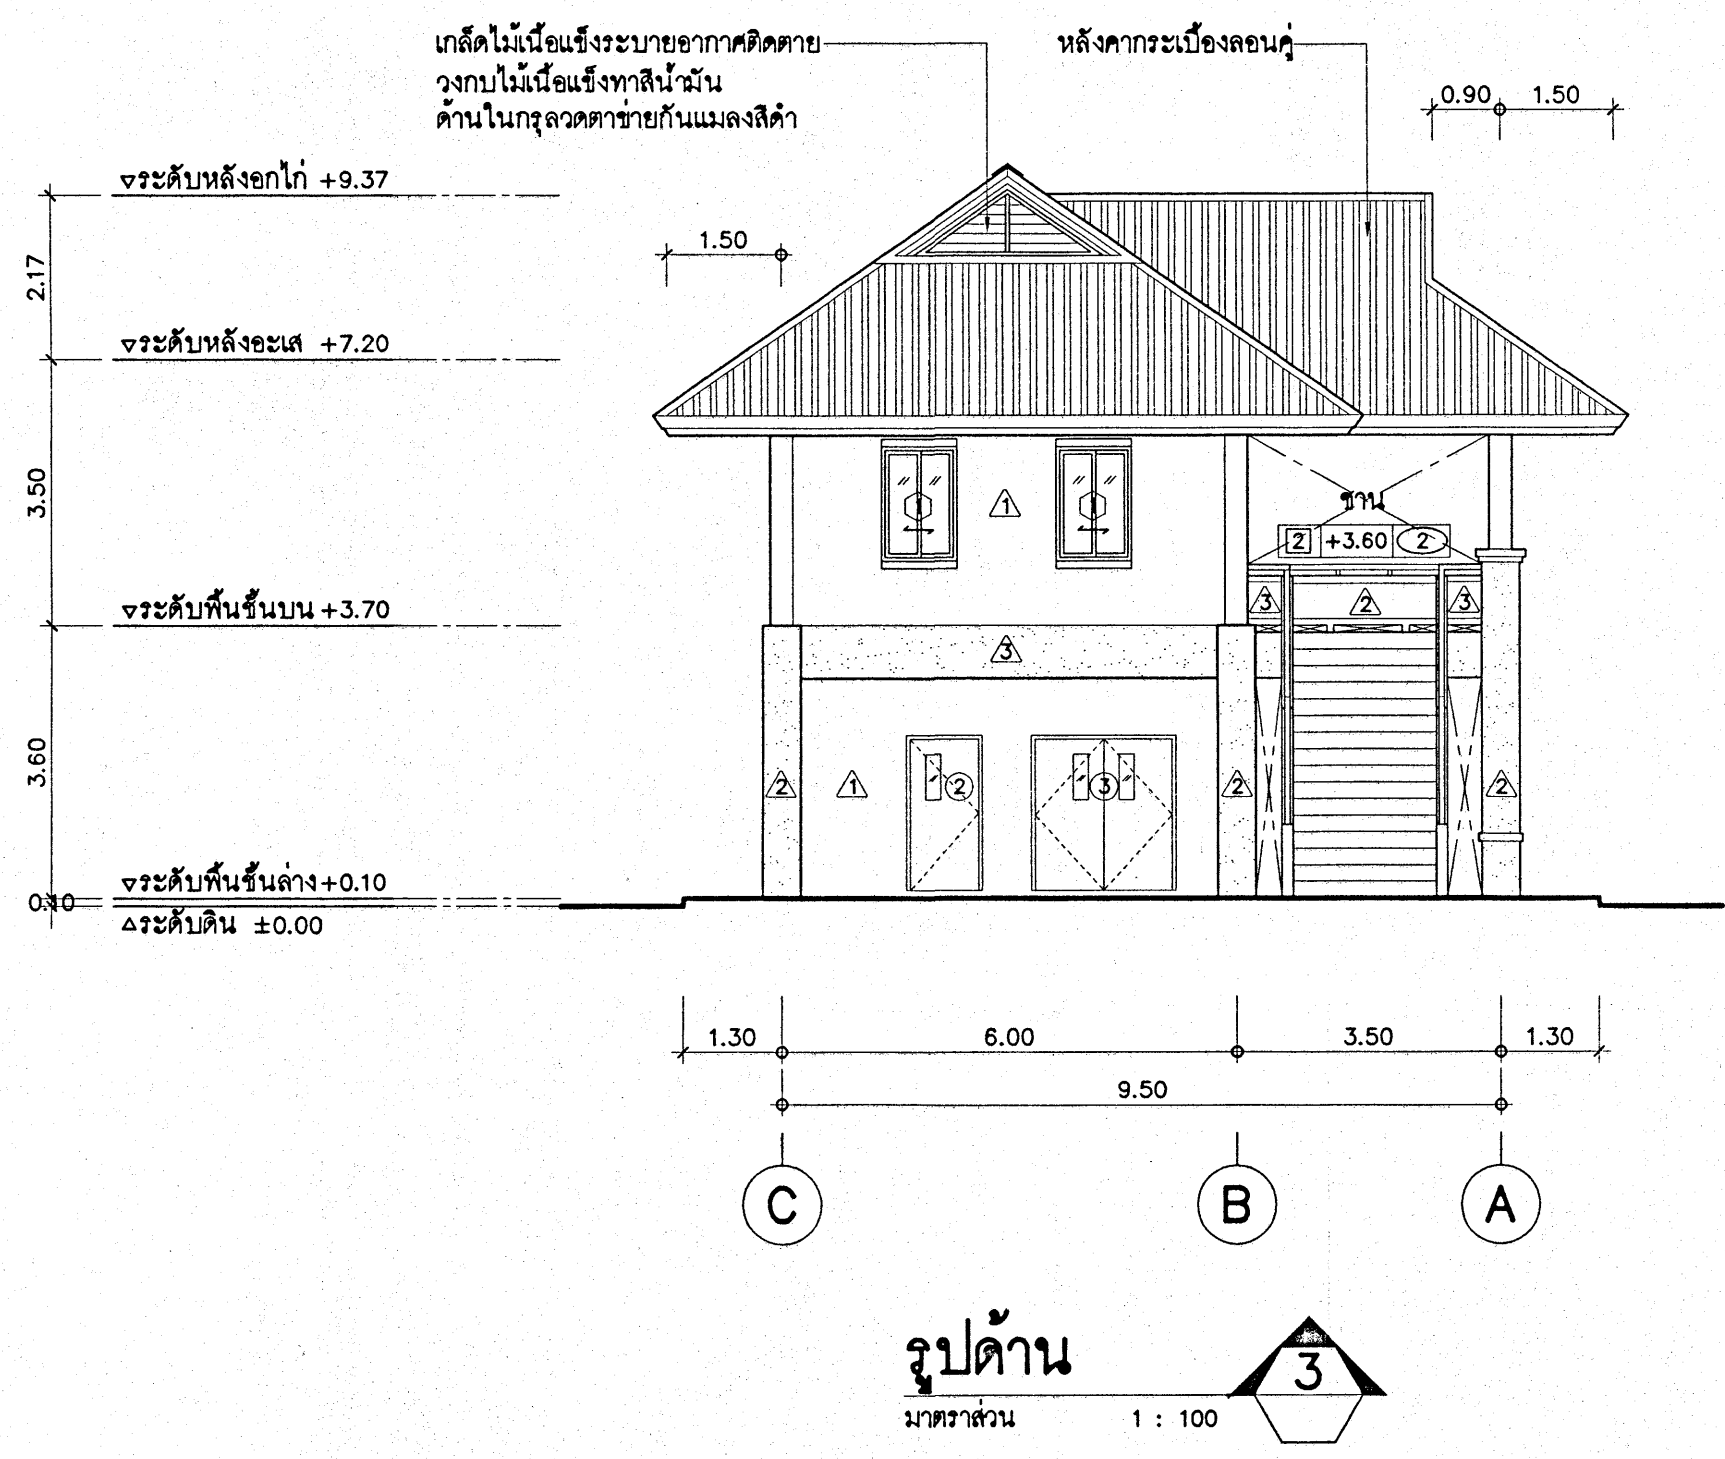 เกล็ดไม้เนื้อแข็งระบายอากาศติดตาย
วงกบไม้เนื้อแข็งทาสีน้ำมัน
ด้านในกรุลวดตาข่ายกันแมลงสีดำ
หลังคากระเบื้องลอนคู่
0.90 1.50
▽ระดับหลังอกไก่ +9.37
1.50
2.17
▽ระดับหลังอะเส +7.20
3.50
1 1 1
ชาน
2 +3.60 2
▽ระดับพื้นชั้นบน +3.70
3 2 3
3
3.60
2 1 2 3 2 2
▽ระดับพื้นชั้นล่าง +0.10
0.10
△ระดับดิน ±0.00
1.30 6.00 3.50 1.30
9.50
C B A
รูปด้าน 3
มาตราส่วน 1 : 100